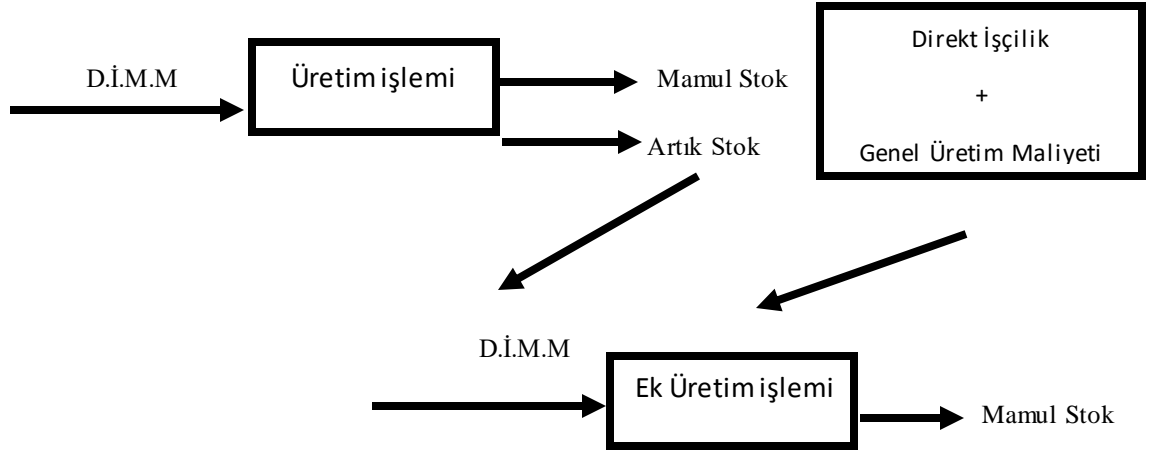 D.İ.M.M
Üretim işlemi
Mamul Stok
Artık Stok
Direkt İşçilik
+
Genel Üretim Maliyeti
D.İ.M.M
Ek Üretim işlemi
Mamul Stok